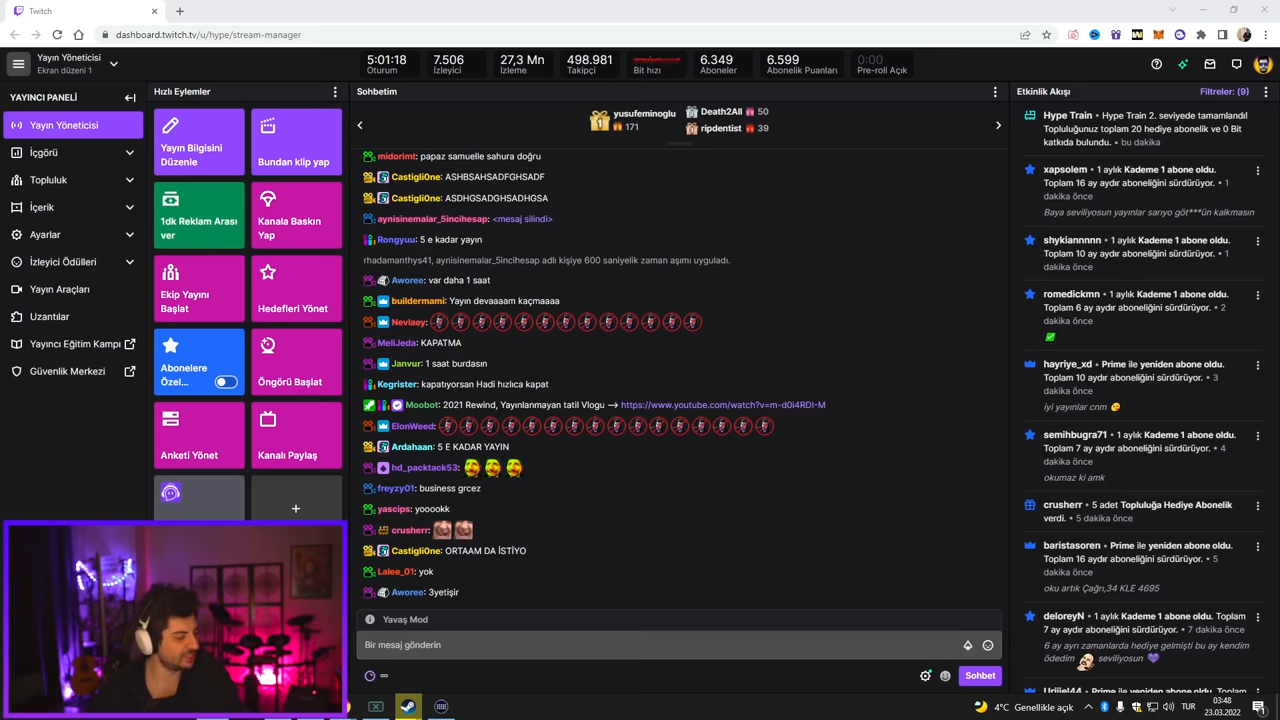 Twitch
dashboard.twitch.tv/u/hype/stream-manager
Yayın Yöneticisi
Ekran düzeni 1
5:01:18
Oturum
7.506
İzleyici
27,3 Mn
İzleme
498.981
Takipçi
Bit hızı
6.349
Aboneler
6.599
Abonelik Puanları
0:00
Pre-roll Açık
YAYINCI PANELİ
Yayın Yöneticisi
İçgörü
Topluluk
İçerik
Ayarlar
İzleyici Ödülleri
Yayın Araçları
Uzantılar
Yayıncı Eğitim Kampı
Güvenlik Merkezi
Hızlı Eylemler
Yayın Bilgisini
Düzenle
Bundan klip yap
1dk Reklam Arası
ver
Kanala Baskın
Yap
Ekip Yayını
Başlat
Hedefleri Yönet
Abonelere
Özel...
Öngörü Başlat
Anketi Yönet
Kanalı Paylaş
Sohbetim
1
yusufeminoglu
171
Death2All 50
ripdentist 39
midorimt: papaz samuelle sahura doğru
Castigli0ne: ASHBSAHSADFGHSADF
Castigli0ne: ASDHGSADGHSADHGSA
aynisinemalar_5incihesap: <mesaj silindi>
Rongyuu: 5 e kadar yayın
rhadamanthys41, aynisinemalar_5incihesap adlı kişiye 600 saniyelik zaman aşımı uyguladı.
Aworee: var daha 1 saat
buildermami: Yayın devaaaam kaçmaaaa
Nevlaey:
MeliJeda: KAPATMA
Janvur: 1 saat burdasın
Kegrister: kapatıyorsan Hadi hızlıca kapat
Moobot: 2021 Rewind, Yayınlanmayan tatil Vlogu —> https://www.youtube.com/watch?v=m-d0i4RDI-M
ElonWeed:
Ardahaan: 5 E KADAR YAYIN
hd_packtack53:
freyzy01: business grcez
yascips: yoookk
crusherr:
Castigli0ne: ORTAAM DA İSTİYO
Lalee_01: yok
Aworee: 3yetişir
Yavaş Mod
Bir mesaj gönderin
Sohbet
Etkinlik Akışı
Filtreler: (9)
Hype Train • Hype Train 2. seviyede tamamlandı!
Topluluğunuz toplam 20 hediye abonelik ve 0 Bit
katkıda bulundu. • bu dakika
xapsolem • 1 aylık Kademe 1 abone oldu.
Toplam 16 ay aydır aboneliğini sürdürüyor. • 1
dakika önce
Baya seviliyosun yayınlar sarıyo göt***ün kalkmasın
shykiannnnn • 1 aylık Kademe 1 abone oldu.
Toplam 10 ay aydır aboneliğini sürdürüyor. • 1
dakika önce
romedickmn • 1 aylık Kademe 1 abone oldu.
Toplam 6 ay aydır aboneliğini sürdürüyor. • 2
dakika önce
hayriye_xd • Prime ile yeniden abone oldu.
Toplam 10 aydır aboneliğini sürdürüyor. • 3
dakika önce
iyi yayınlar cnm
semihbugra71 • 1 aylık Kademe 1 abone oldu.
Toplam 7 ay aydır aboneliğini sürdürüyor. • 4
dakika önce
okumaz ki amk
crusherr • 5 adet Topluluğa Hediye Abonelik
verdi. • 5 dakika önce
baristasoren • Prime ile yeniden abone oldu.
Toplam 16 aydır aboneliğini sürdürüyor. • 5
dakika önce
oku artık Çağrı,34 KLE 4695
deloreyN • 1 aylık Kademe 1 abone oldu. Toplam
7 ay aydır aboneliğini sürdürüyor. • 7 dakika önce
6 ay ayrı zamanlarda hediye gelmişti bu ay kendim
ödedim seviliyosun
4°C Genellikle açık
TUR
03:48
23.03.2022